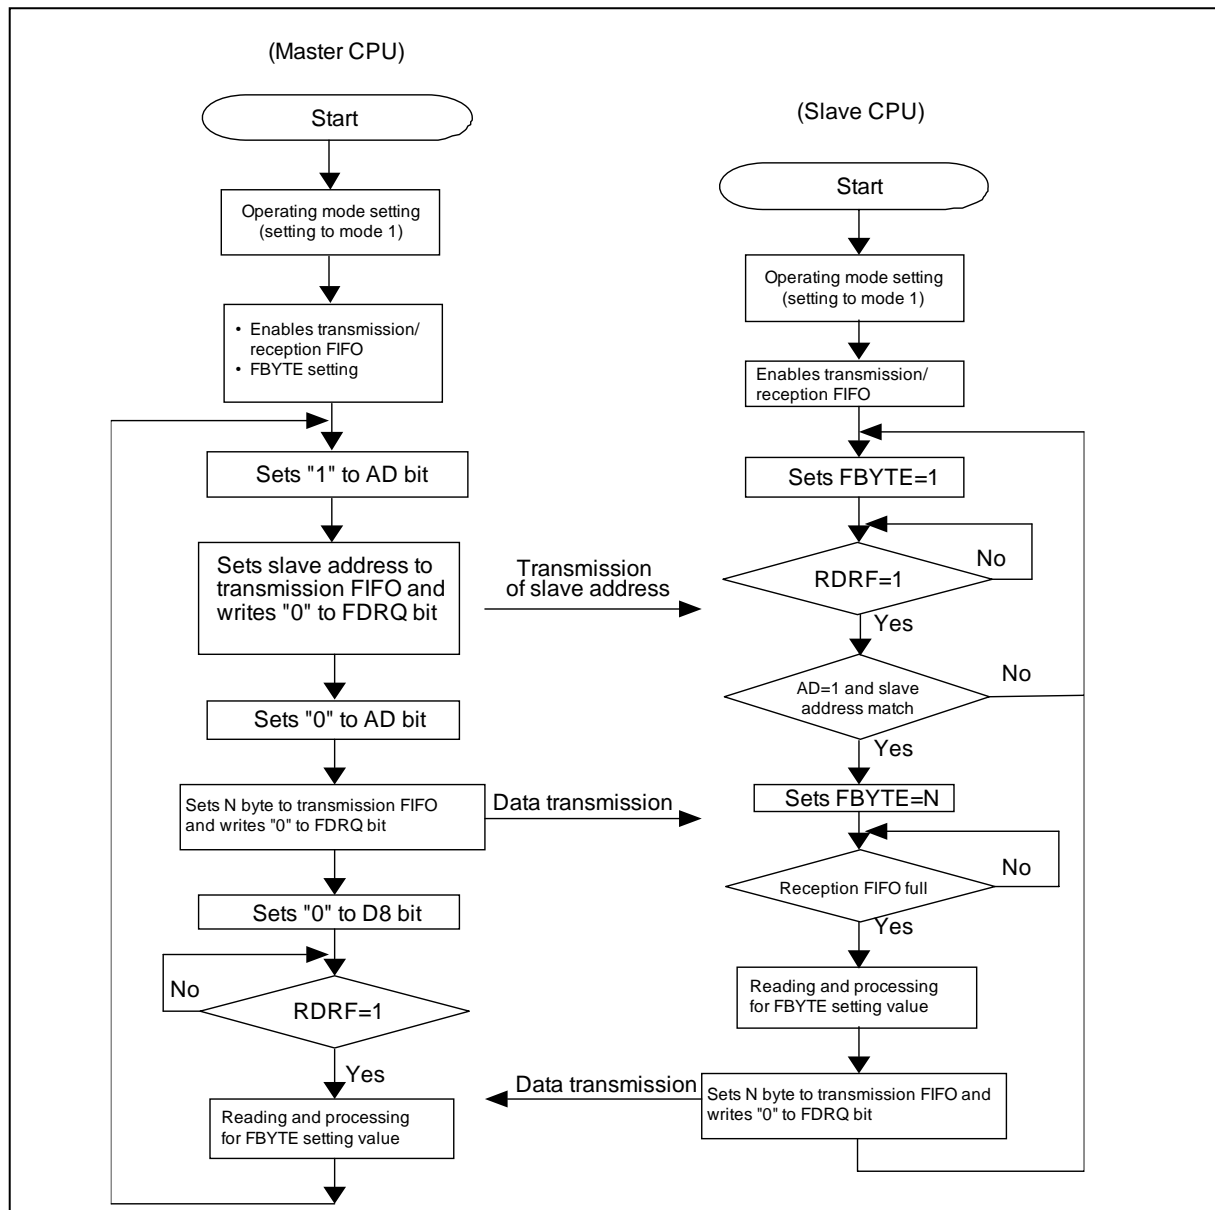 (Master CPU)
Start
Operating mode setting
(setting to mode 1)
• Enables transmission/
reception FIFO
• FBYTE setting
Sets "1" to AD bit
Sets slave address to
transmission FIFO and
writes "0" to FDRQ bit
Sets "0" to AD bit
Sets N byte to transmission FIFO
and writes "0" to FDRQ bit
Sets "0" to D8 bit
No
RDRF=1
Yes
Reading and processing
for FBYTE setting value
Transmission
of slave address
Data transmission
Data transmission
(Slave CPU)
Start
Operating mode setting
(setting to mode 1)
Enables transmission/
reception FIFO
Sets FBYTE=1
No
RDRF=1
Yes
No
AD=1 and slave
address match
Yes
Sets FBYTE=N
No
Reception FIFO full
Yes
Reading and processing
for FBYTE setting value
Sets N byte to transmission FIFO and
writes "0" to FDRQ bit